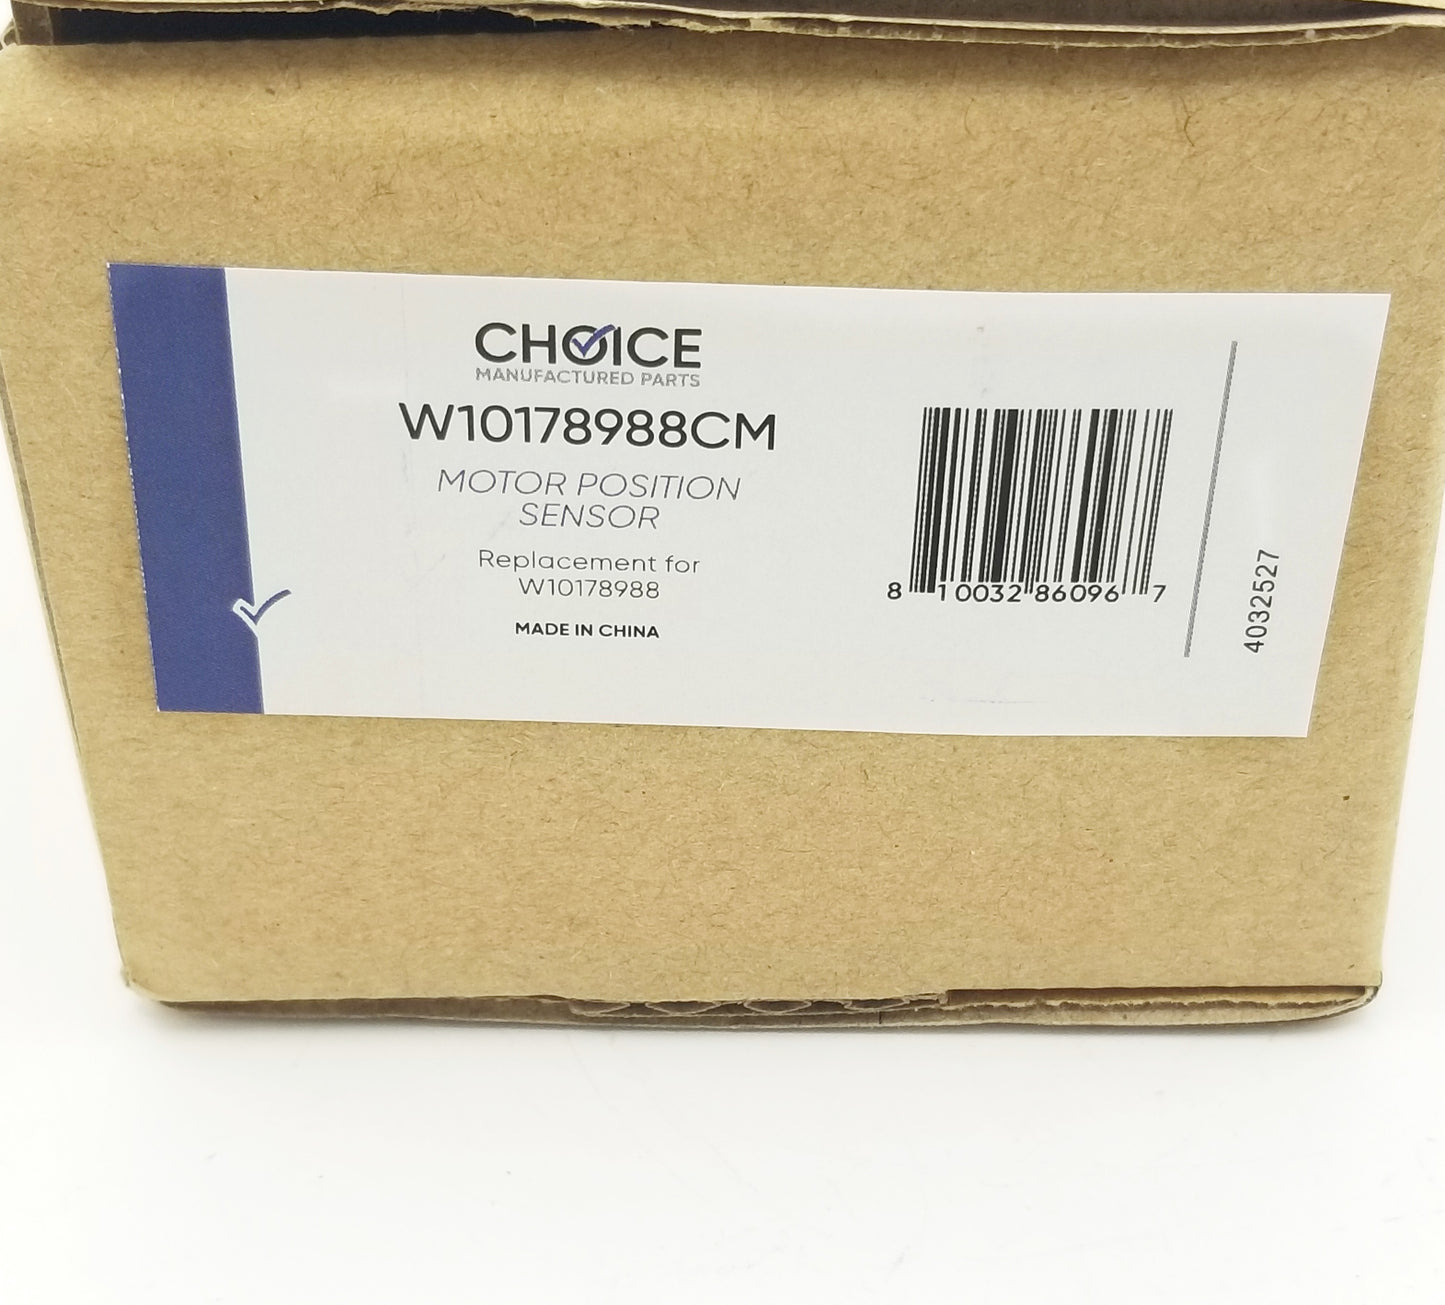 CHOICE
MANUFACTURED PARTS
W10178988CM
MOTOR POSITION
SENSOR
Replacement for
W10178988
MADE IN CHINA
8 10032 86096 7
4032527